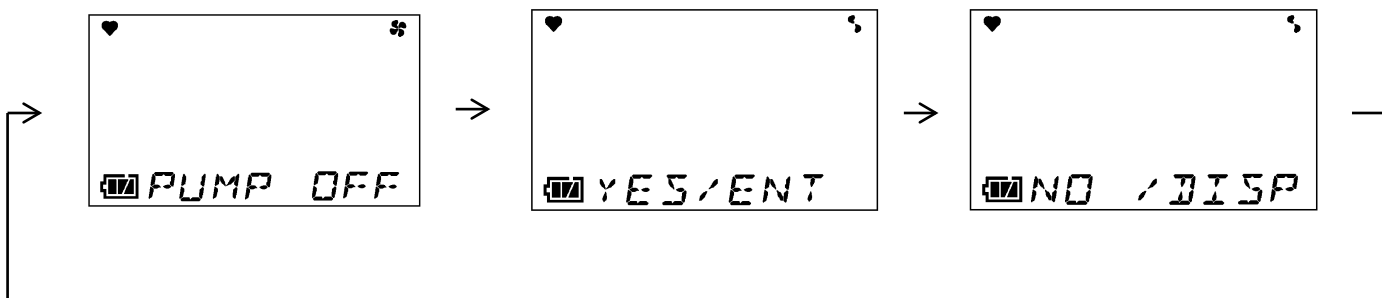 PUMP OFF
YES/ENT
NO /DISP